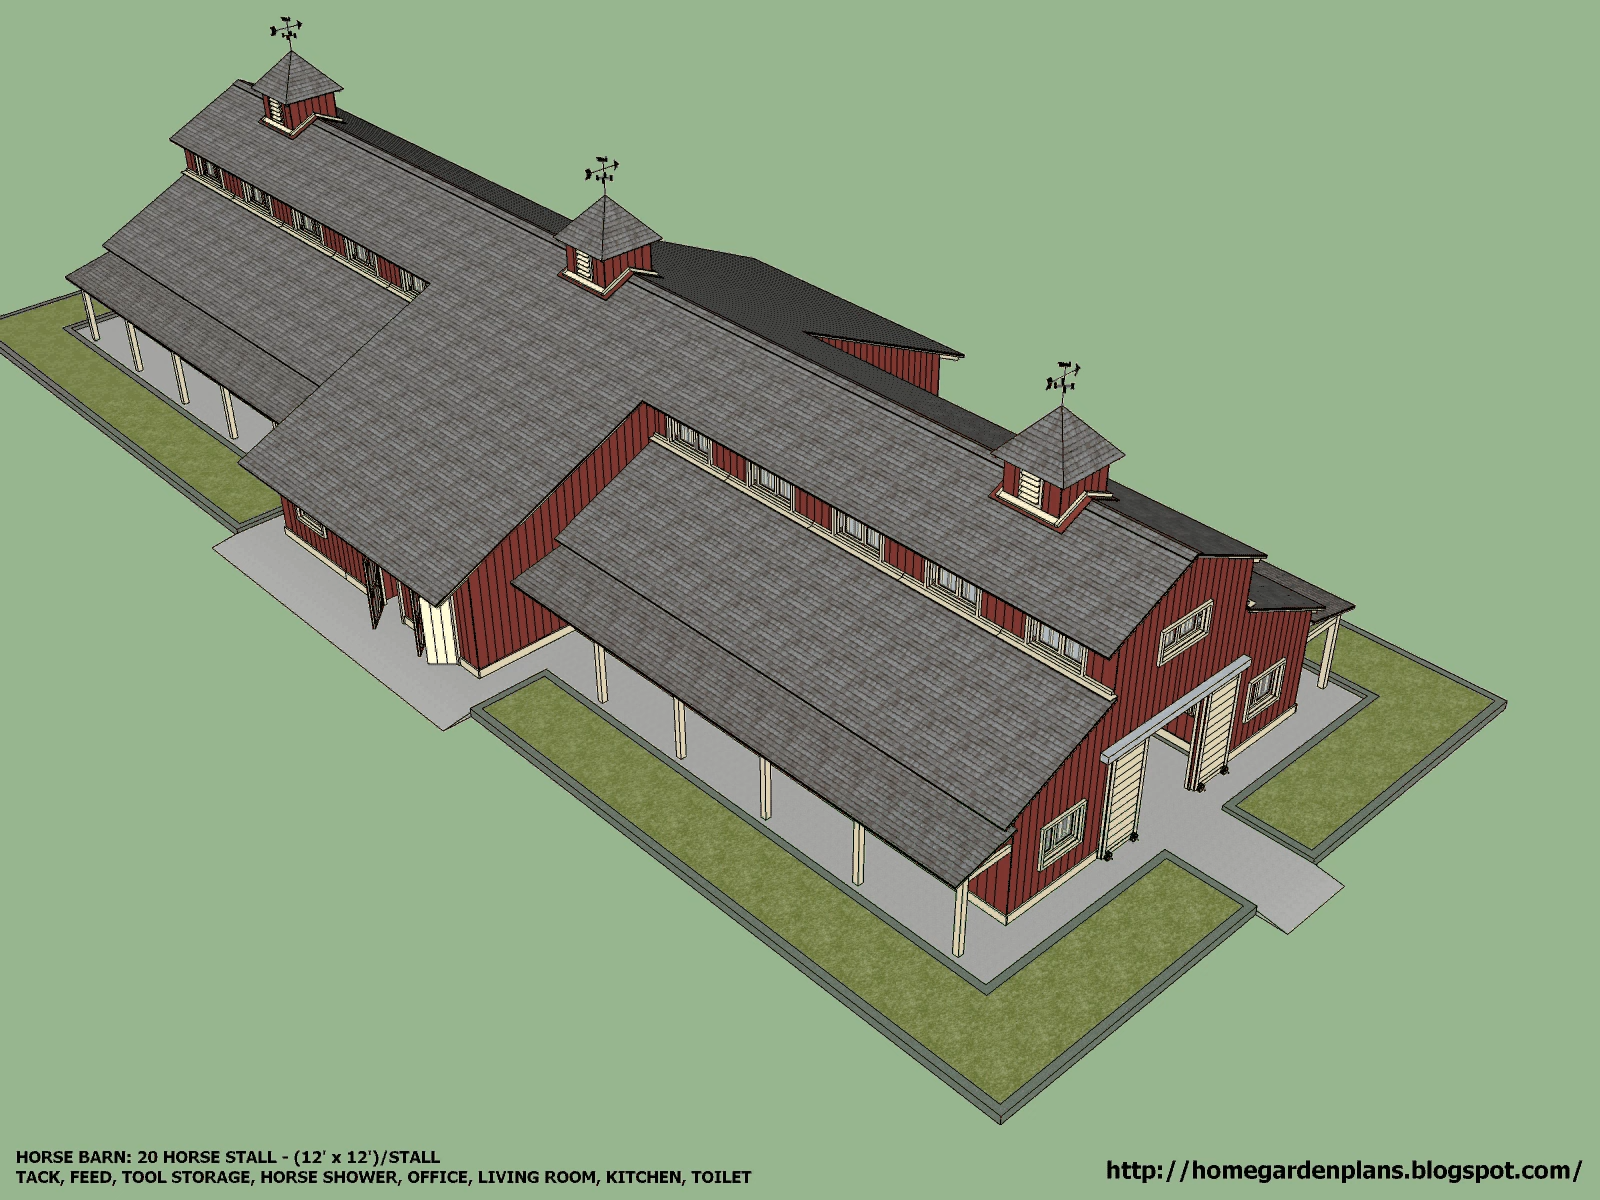 HORSE BARN: 20 HORSE STALL - (12' x 12')/STALL
TACK, FEED, TOOL STORAGE, HORSE SHOWER, OFFICE, LIVING ROOM, KITCHEN, TOILET
http://homegardenplans.blogspot.com/